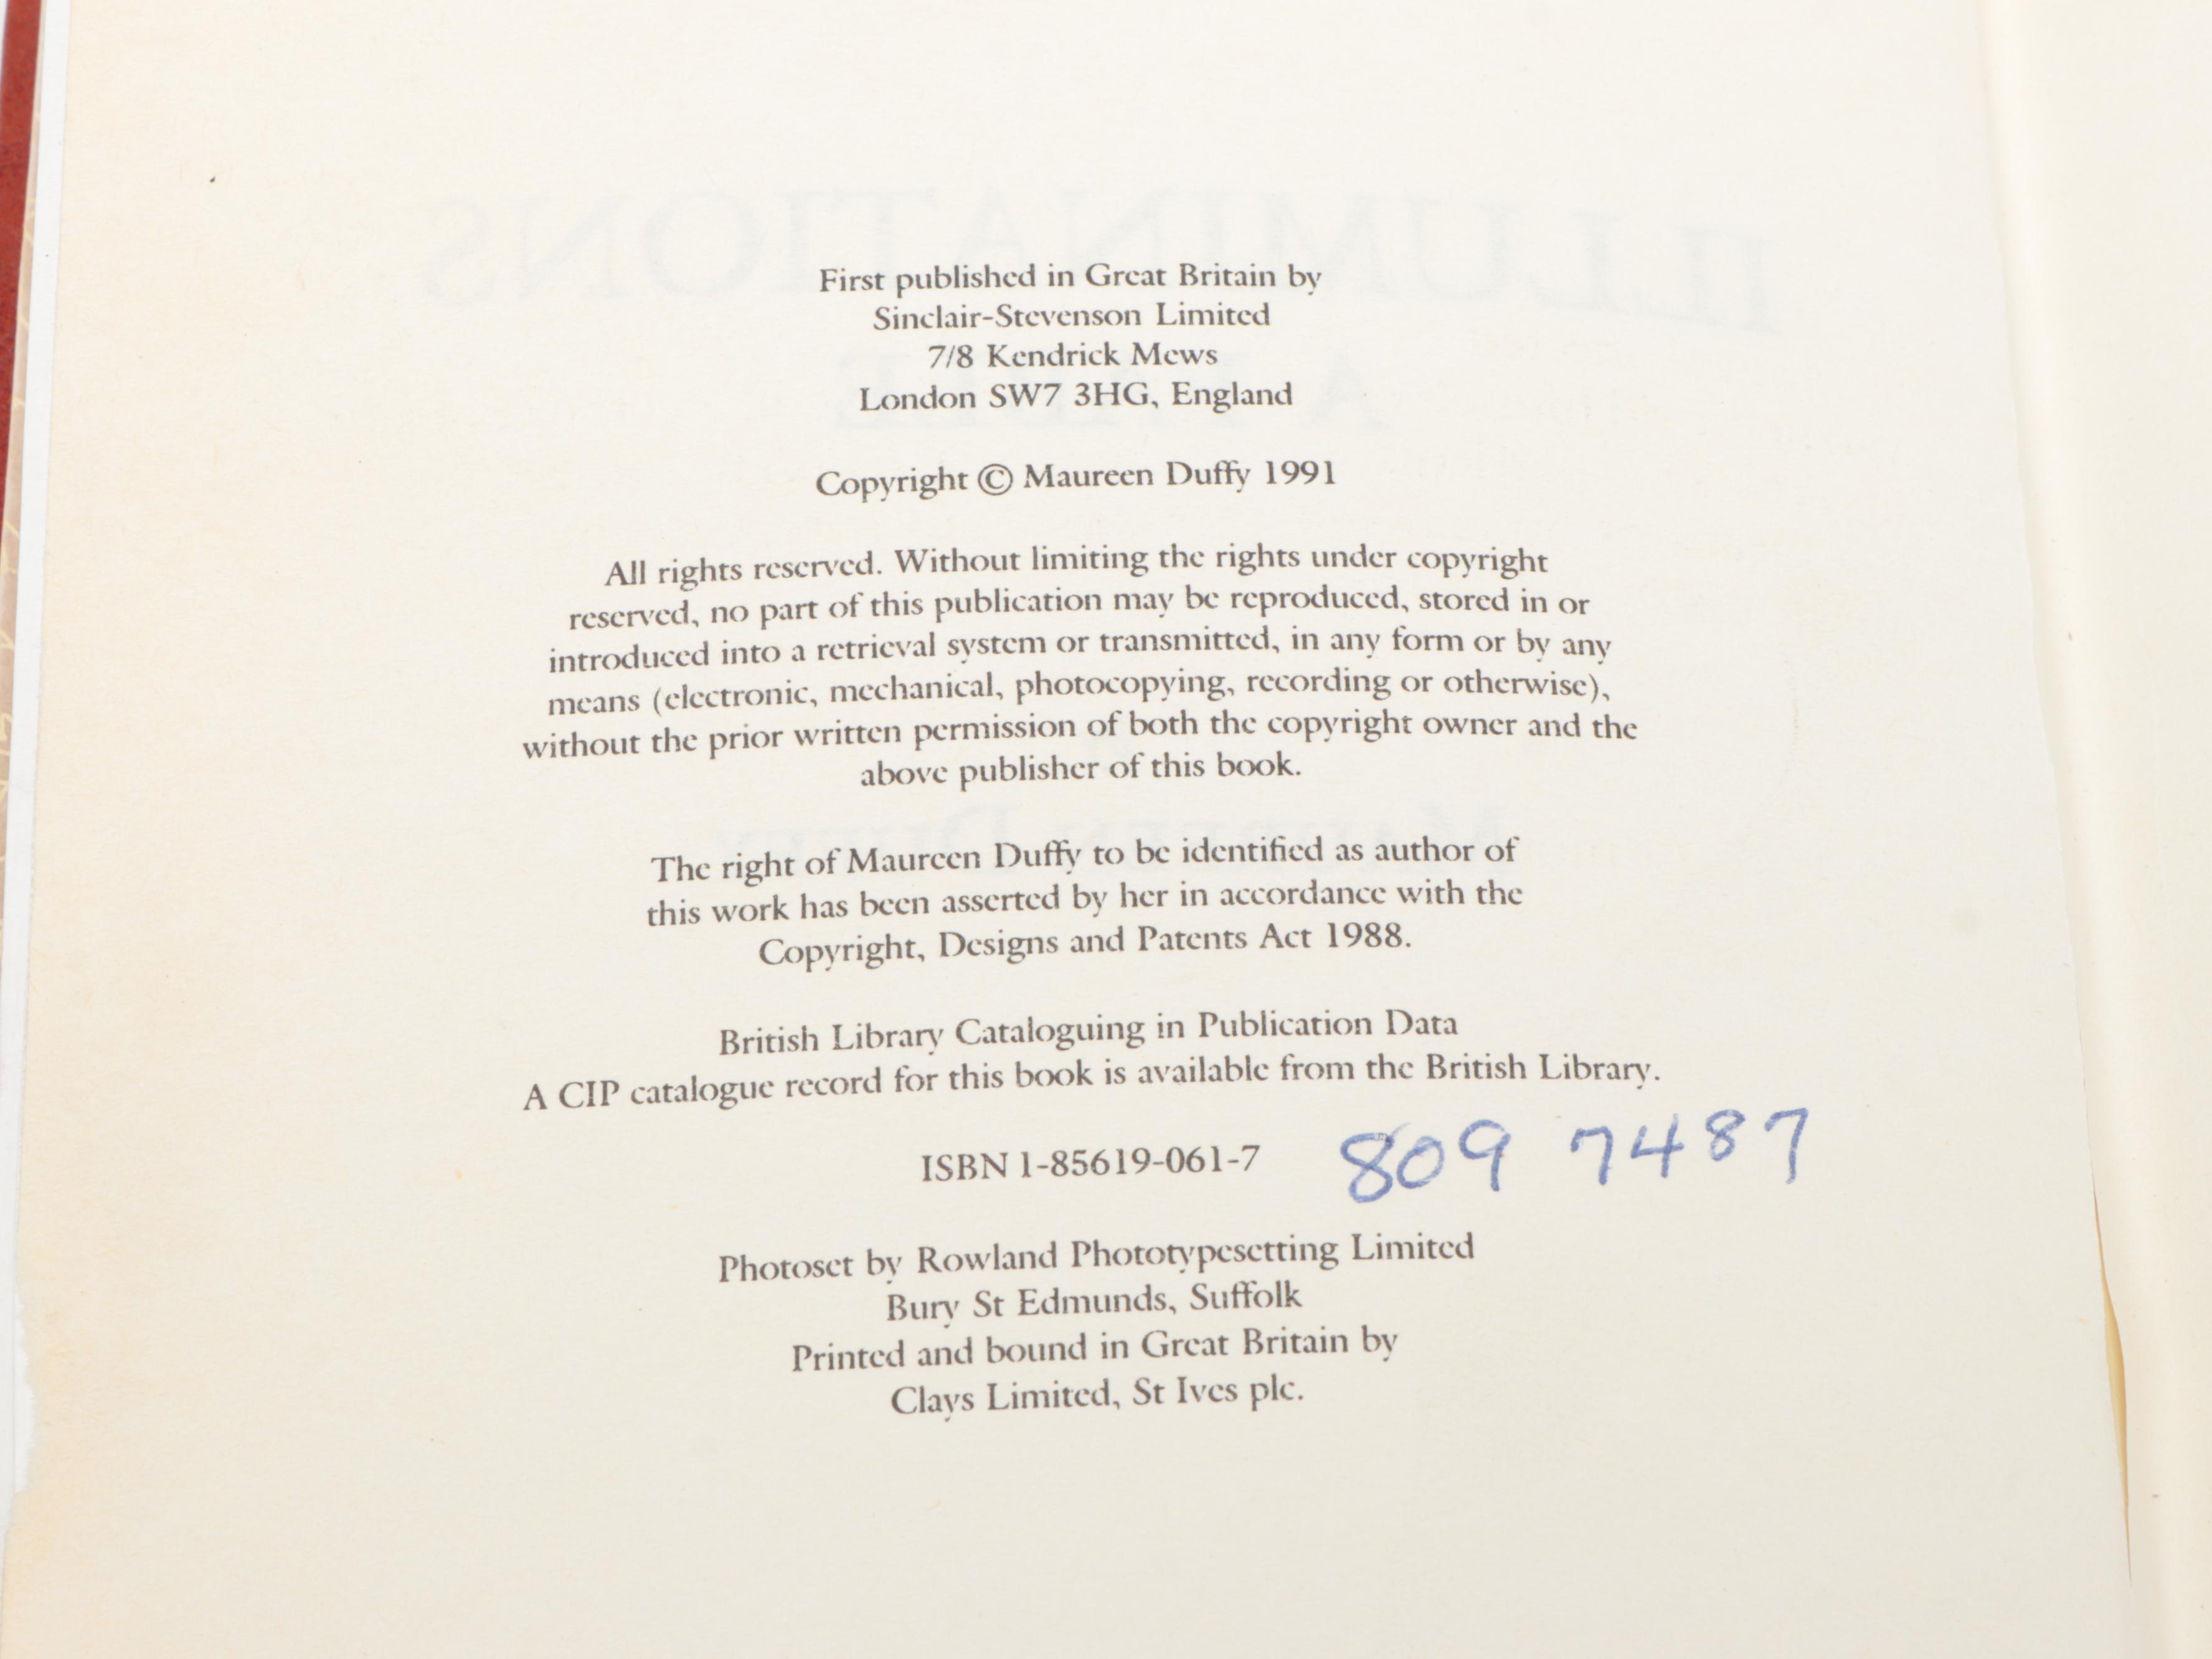 ILLUMINATIONS
First published in Great Britain by
Sinclair-Stevenson Limited
7/8 Kendrick Mews
London SW7 3HG, England
A FABLE
Copyright © Maureen Duffy 1991
All rights reserved. Without limiting the rights under copyright
reserved, no part of this publication may be reproduced, stored in or
introduced into a retrieval system or transmitted, in any form or by any
means (electronic, mechanical, photocopying, recording or otherwise),
without the prior written permission of both the copyright owner and the
above publisher of this book.
MAUREEN DUFFY
The right of Maureen Duffy to be identified as author of
this work has been asserted by her in accordance with the
Copyright, Designs and Patents Act 1988.
British Library Cataloguing in Publication Data
A CIP catalogue record for this book is available from the British Library.
ISBN 1-85619-061-7 809 7487
Photoset by Rowland Phototypesetting Limited
Bury St Edmunds, Suffolk
Printed and bound in Great Britain by
Clays Limited, St Ives plc.